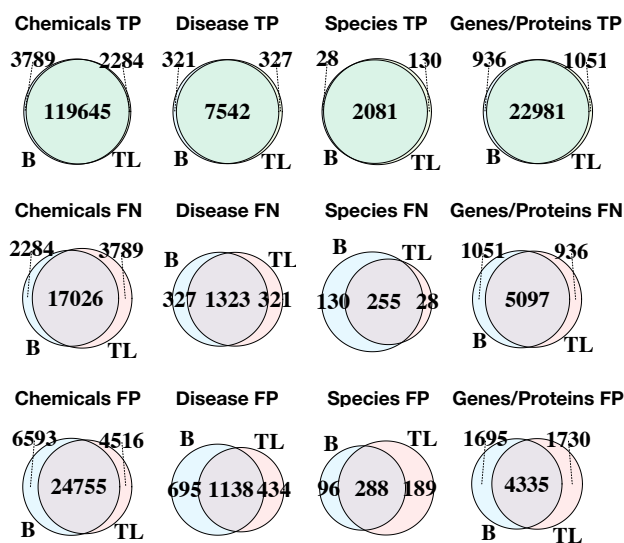 Chemicals TP Disease TP Species TP Genes/Proteins TP
3789 2284 321 327 28 130 936 1051
119645 7542 2081 22981
B TL B TL B TL B TL
Chemicals FN Disease FN Species FN Genes/Proteins FN
2284 3789 B TL B TL 1051 936
17026 327 1323 321 130 255 28 5097
B TL B TL
Chemicals FP Disease FP Species FP Genes/Proteins FP
6593 4516 B TL B TL 1695 1730
24755 695 1138 434 96 288 189 4335
B TL B TL